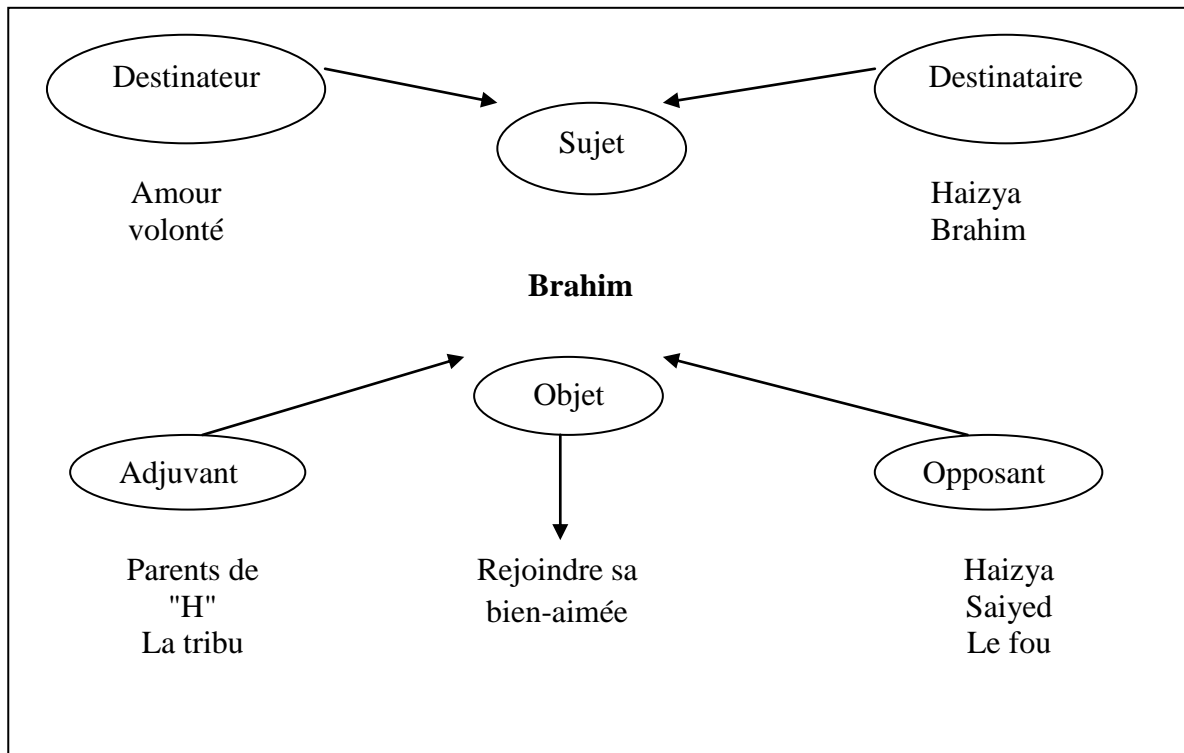 Destinateur
Destinataire
Sujet
Amour
volonté
Haizya
Brahim
Brahim
Objet
Adjuvant
Opposant
Parents de
"H"
La tribu
Rejoindre sa
bien-aimée
Haizya
Saiyed
Le fou